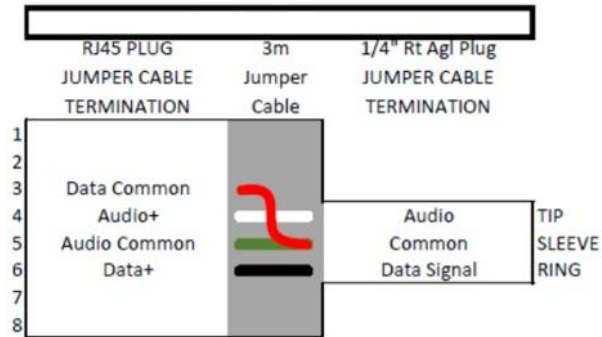 RJ45 PLUG 3m 1/4" Rt Agl Plug
JUMPER CABLE Jumper JUMPER CABLE
TERMINATION Cable TERMINATION
1
2
3 Data Common
4 Audio+ Audio TIP
5 Audio Common Common SLEEVE
6 Data+ Data Signal RING
7
8